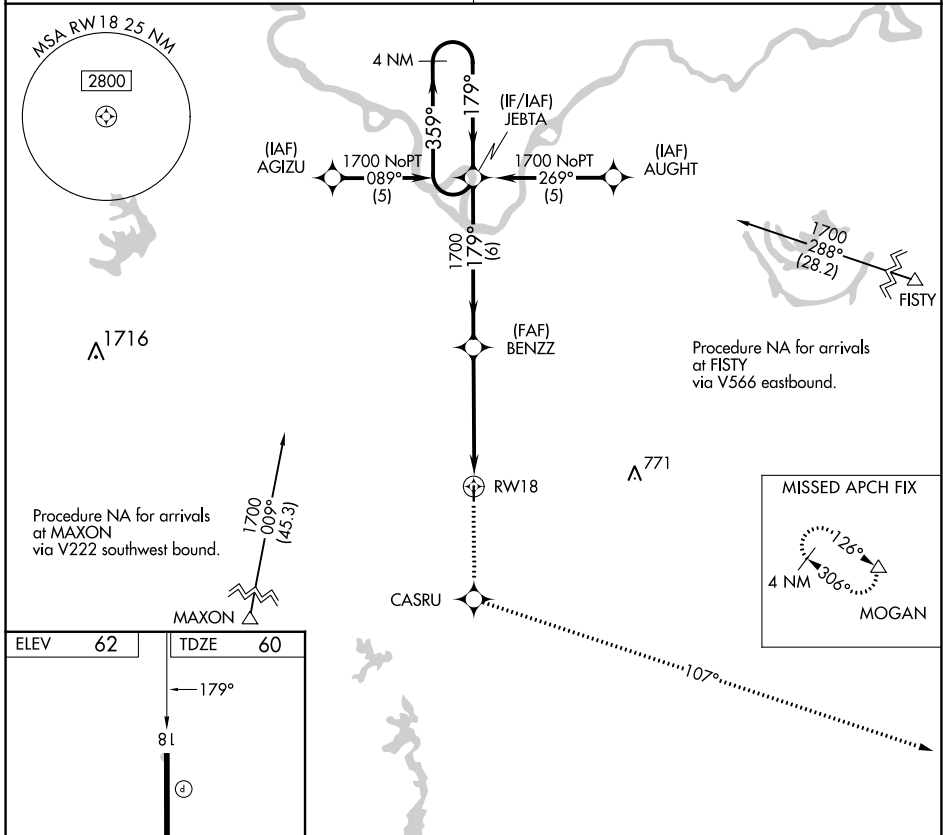 MSA RW18 25 NM
2800
4 NM
359°
179°
(IF/IAF)
JEBTA
(IAF)
AGIZU
1700 NoPT
089°
(5)
1700 NoPT
269°
(5)
(IAF)
AUGHT
1700
179°
(6)
1700
288°
(28.2)
FISTY
1716
(FAF)
BENZZ
Procedure NA for arrivals
at FISTY
via V566 eastbound.
771
RW18
Procedure NA for arrivals
at MAXON
via V222 southwest bound.
1700
009°
(45.3)
MAXON
MISSED APCH FIX
126°
4 NM
306°
MOGAN
CASRU
107°
ELEV 62
TDZE 60
179°
18
P